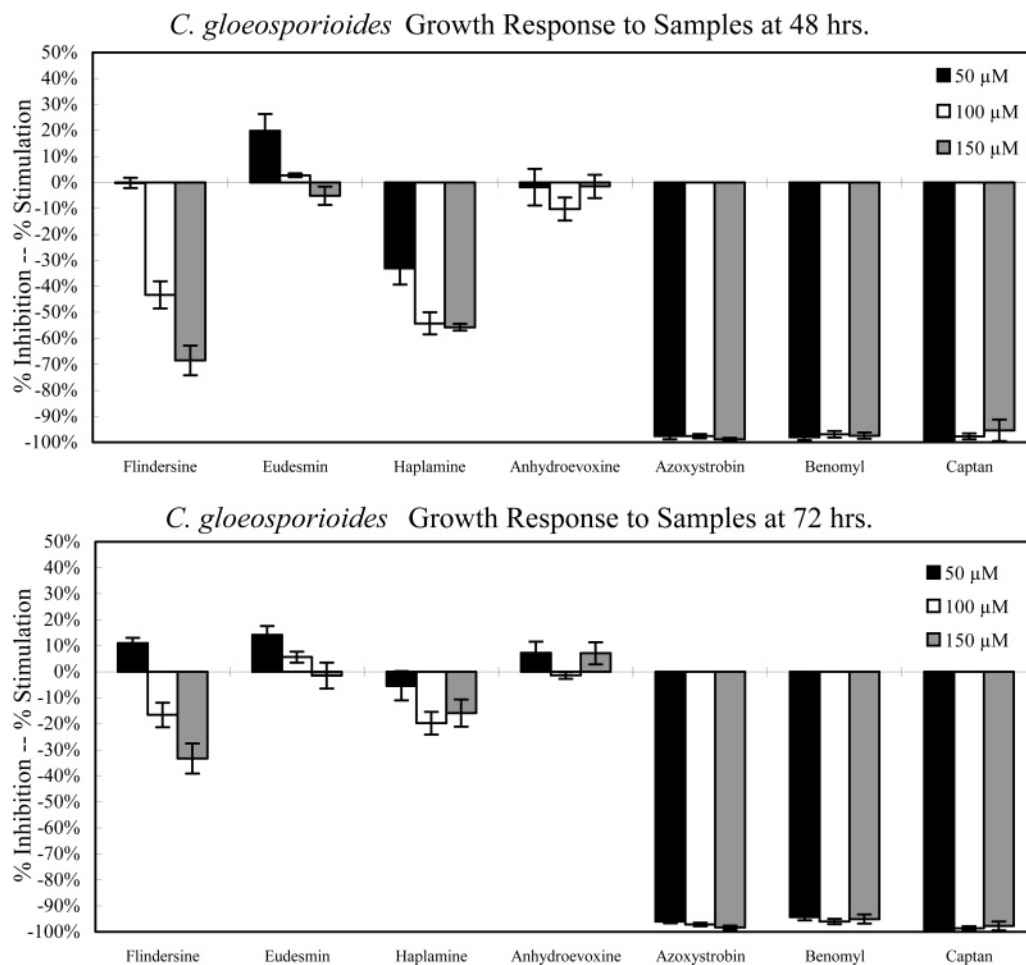 C. gloeosporioides Growth Response to Samples at 48 hrs.
% Inhibition -- % Stimulation
50%
40%
30%
20%
10%
0%
-10%
-20%
-30%
-40%
-50%
-60%
-70%
-80%
-90%
-100%
50 µM
100 µM
150 µM
Flindersine Eudesmin Haplamine Anhydroevoxine Azoxystrobin Benomyl Captan
C. gloeosporioides Growth Response to Samples at 72 hrs.
% Inhibition -- % Stimulation
50%
40%
30%
20%
10%
0%
-10%
-20%
-30%
-40%
-50%
-60%
-70%
-80%
-90%
-100%
50 µM
100 µM
150 µM
Flindersine Eudesmin Haplamine Anhydroevoxine Azoxystrobin Benomyl Captan